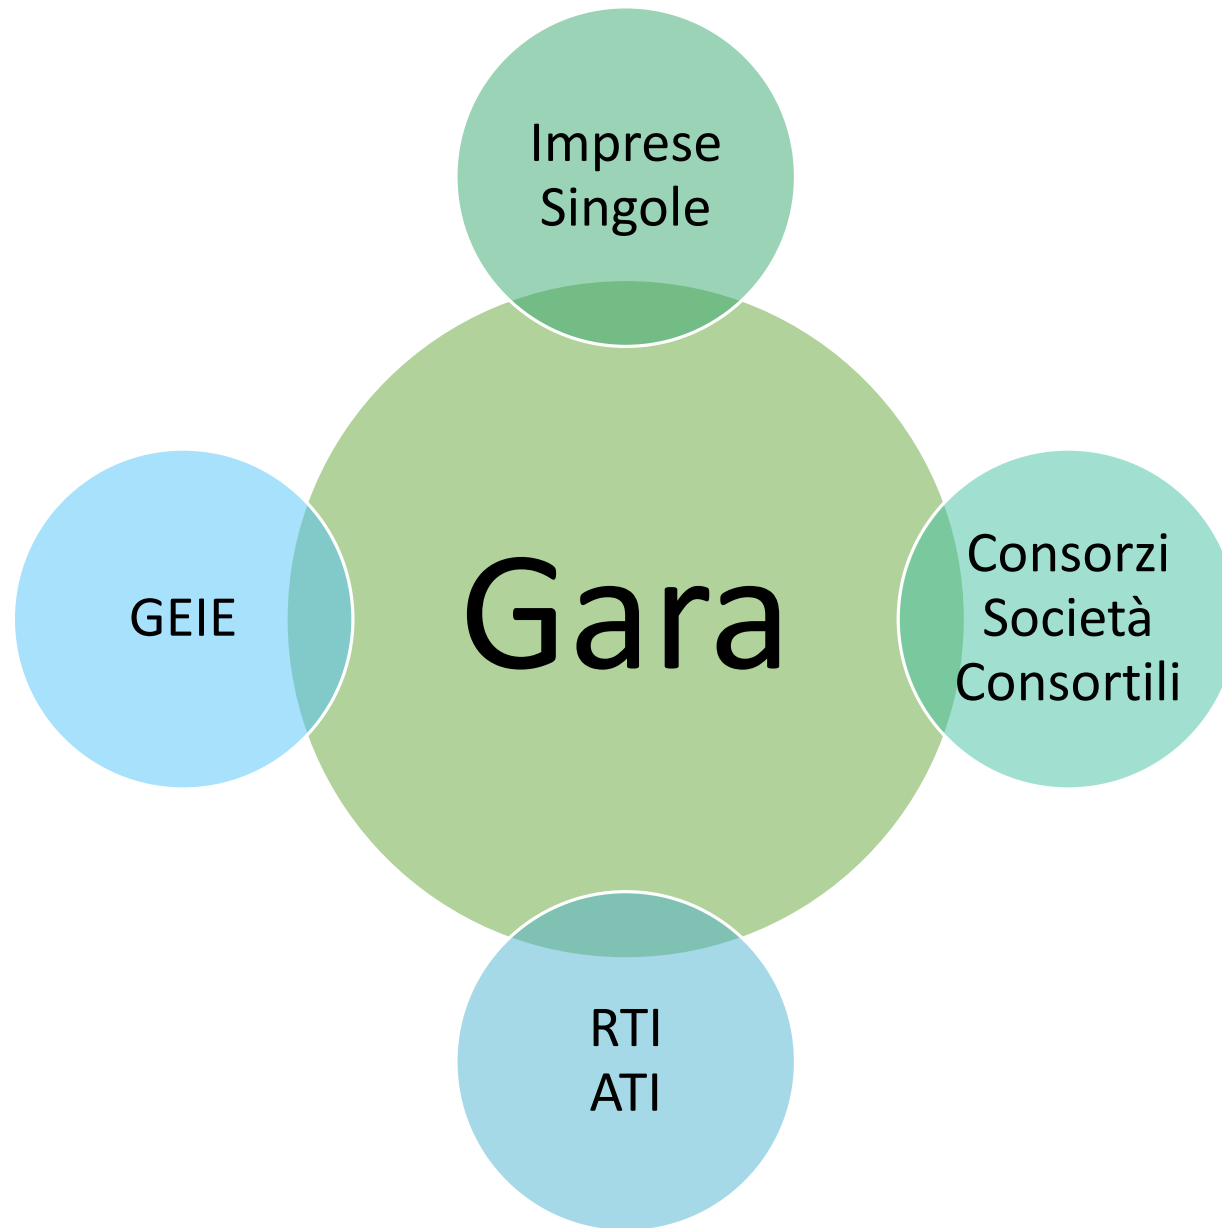 Imprese
Singole
GEIE
Gara
Consorzi
Società
Consortili
RTI
ATI